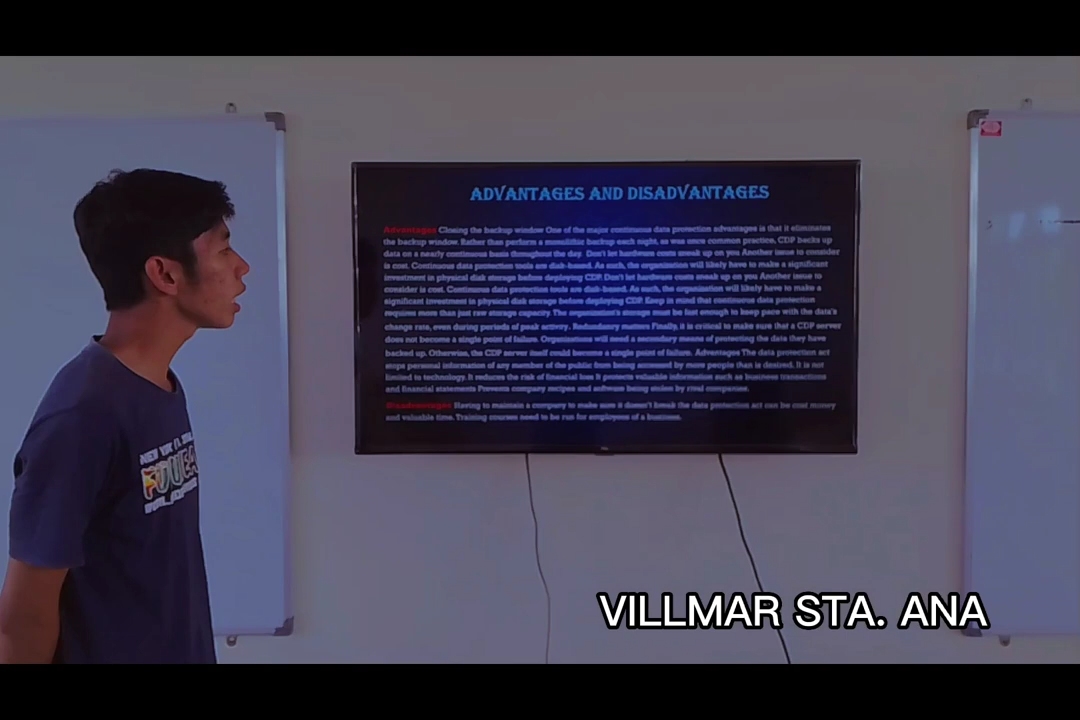 ADVANTAGES AND DISADVANTAGES
Advantages Closing the backup window One of the major continuous data protection advantages is that it eliminates
the backup window. Rather than perform a monolithic backup each night, as was once common practice, CDP backs up
data on a nearly continuous basis throughout the day. Don't let hardware costs sneak up on you Another issue to consider
is cost. Continuous data protection tools are disk-based. As such, the organization will likely have to make a significant
investment in physical disk storage before deploying CDP. Don't let hardware costs sneak up on you Another issue to
consider is cost. Continuous data protection tools are disk-based. As such, the organization will likely have to make a
significant investment in physical disk storage before deploying CDP. Keep in mind that continuous data protection
requires more than just raw storage capacity. The organization's storage must be fast enough to keep pace with the data's
change rate, even during periods of peak activity. Redundancy matters Finally, it is critical to make sure that a CDP server
does not become a single point of failure. Organizations will need a secondary means of protecting the data they have
backed up. Otherwise, the CDP server itself could become a single point of failure. Advantages The data protection act
stops personal information of any member of the public from being accessed by more people than is desired. It is not
limited to technology. It reduces the risk of financial loss It protects valuable information such as business transactions
and financial statements Prevents company recipes and software being stolen by rival companies.
Disadvantages Having to maintain a company to make sure it doesn't break the data protection act can be cost money
and valuable time. Training courses need to be run for employees of a business.
NEW YORK
VILLMAR STA. ANA